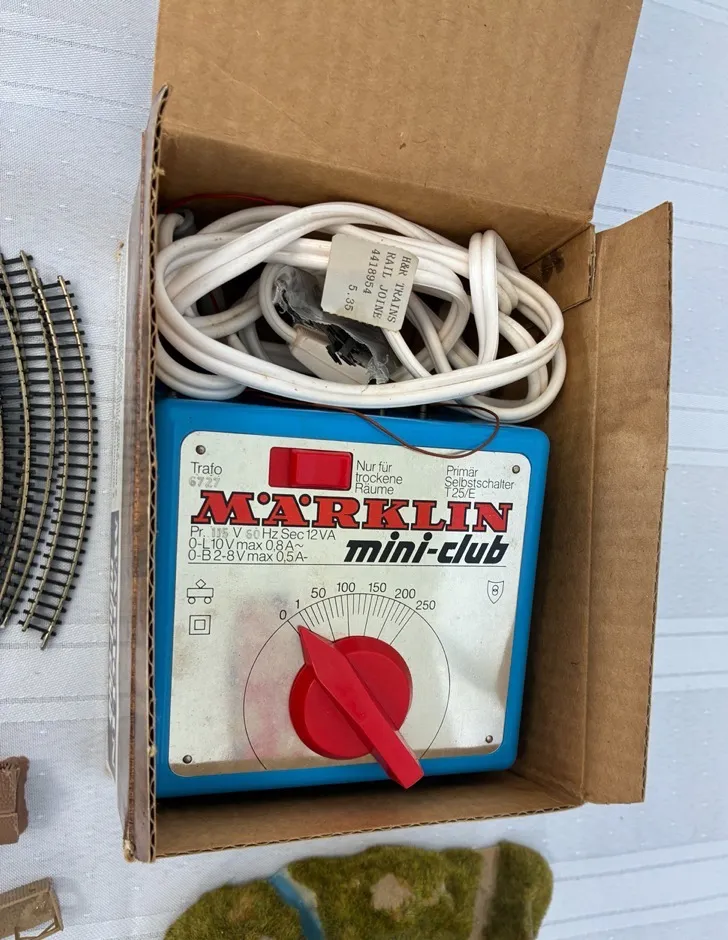 H&R TRAINS
RAIL JOINE
4418954
5.35
Trafo
6727
Nur für
trockene
Räume
Primär
Selbstschalter
T25/E
MÄRKLIN
mini-club
Pr. 115 V 60 Hz Sec 12 VA
0-L 10 V max 0,8 A~
0-B 2-8 V max 0,5 A-
0 1 50 100 150 200 250
8